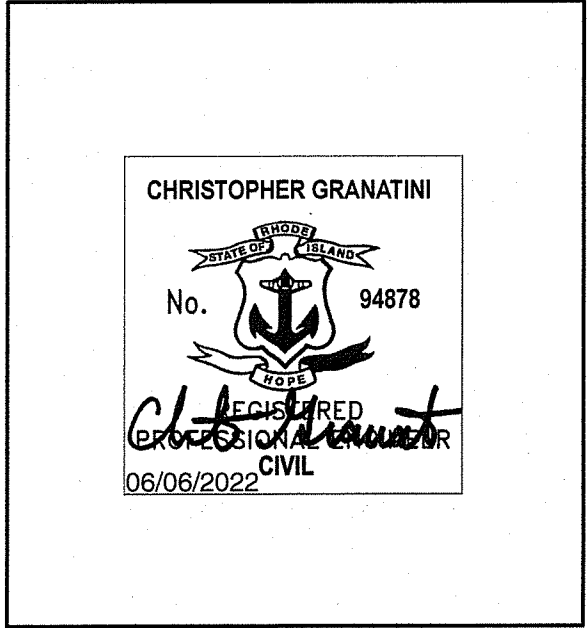 CHRISTOPHER GRANATINI
STATE OF RHODE ISLAND
No. 94878
HOPE
REGISTERED
PROFESSIONAL ENGINEER
CIVIL
06/06/2022